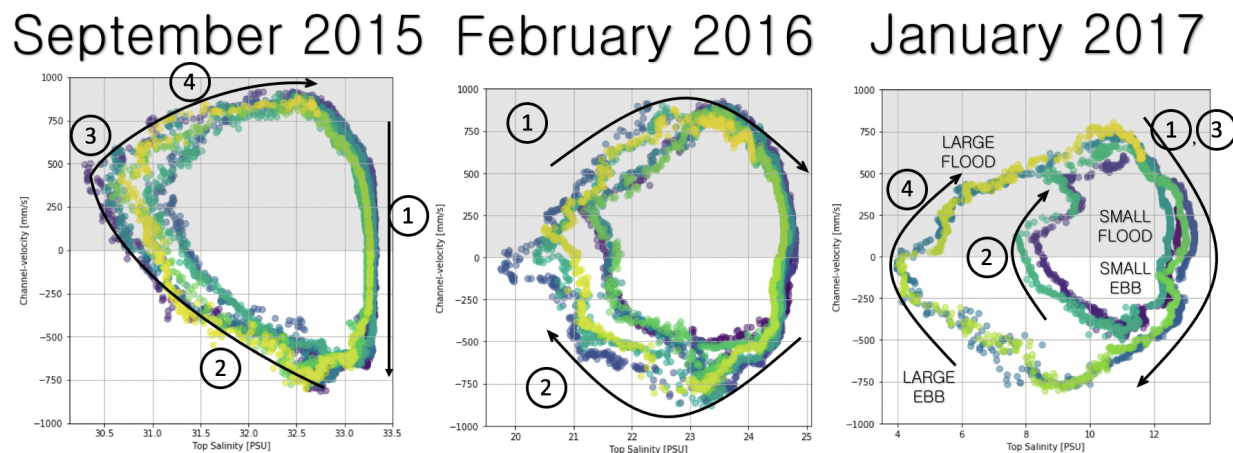 September 2015
1000
750
500
250
0
−250
−500
−750
−1000
Channel-velocity [mm/s]
4
3
1
2
30.5 31.0 31.5 32.0 32.5 33.0 33.5
Top Salinity [PSU]
February 2016
1000
750
500
250
0
−250
−500
−750
−1000
Channel-velocity [mm/s]
1
2
20 21 22 23 24 25
Top Salinity [PSU]
January 2017
1000
750
500
250
0
−250
−500
−750
−1000
Channel-velocity [mm/s]
1 , 3
LARGE
FLOOD
4
SMALL
FLOOD
2
SMALL
EBB
LARGE
EBB
4 6 8 10 12
Top Salinity [PSU]